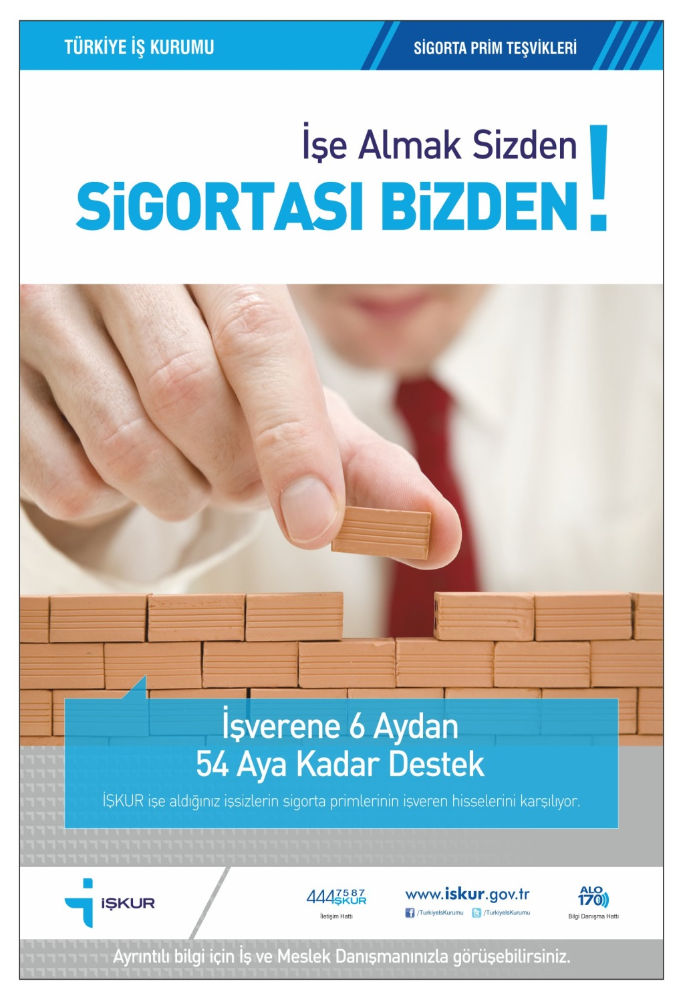 TÜRKİYE İŞ KURUMU
SİGORTA PRİM TEŞVİKLERİ
İşe Almak Sizden
SİGORTASI BİZDEN!
İşverene 6 Aydan
54 Aya Kadar Destek
İŞKUR işe aldığınız işsizlerin sigorta primlerinin işveren hisselerini karşılıyor.
iŞKUR
444 7587
İŞKUR
İletişim Hattı
www.iskur.gov.tr
/TurkiyeIsKurumu
/TurkiyeIsKurumu
ALO
170
Bilgi Danışma Hattı
Ayrıntılı bilgi için İş ve Meslek Danışmanınızla görüşebilirsiniz.